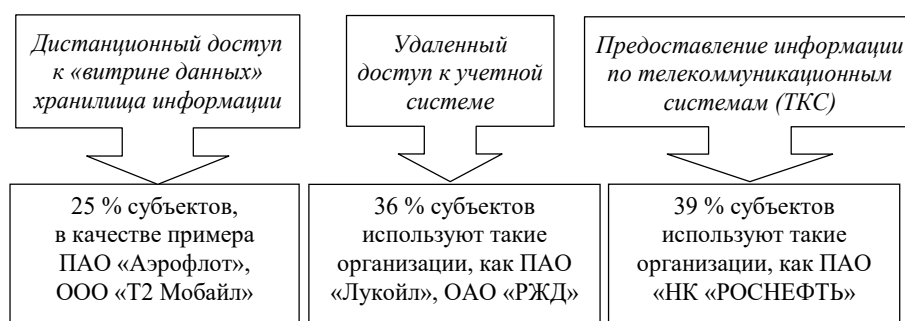 Дистанционный доступ
к «витрине данных»
хранилища информации
Удаленный
доступ к учетной
системе
Предоставление информации
по телекоммуникационным
системам (ТКС)
25 % субъектов,
в качестве примера
ПАО «Аэрофлот»,
ООО «Т2 Мобайл»
36 % субъектов
используют такие
организации, как ПАО
«Лукойл», ОАО «РЖД»
39 % субъектов
используют такие
организации, как ПАО
«НК «РОСНЕФТЬ»